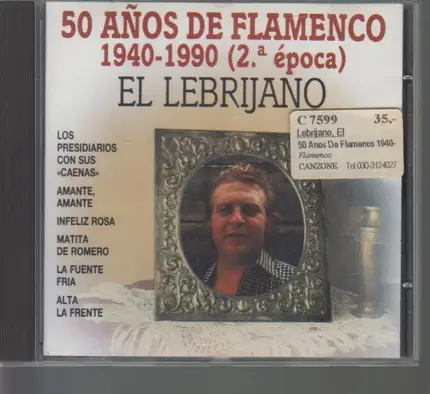 50 AÑOS DE FLAMENCO
1940-1990 (2.ª época)
EL LEBRIJANO
C 7599 35,-
Lebrijano, El
50 Anos De Flamenco 1940-
Flamenco
CANZONE Tel 030-3124027
LOS
PRESIDIARIOS
CON SUS
«CAENAS»
AMANTE,
AMANTE
INFELIZ ROSA
MATITA
DE ROMERO
LA FUENTE
FRIA
ALTA
LA FRENTE